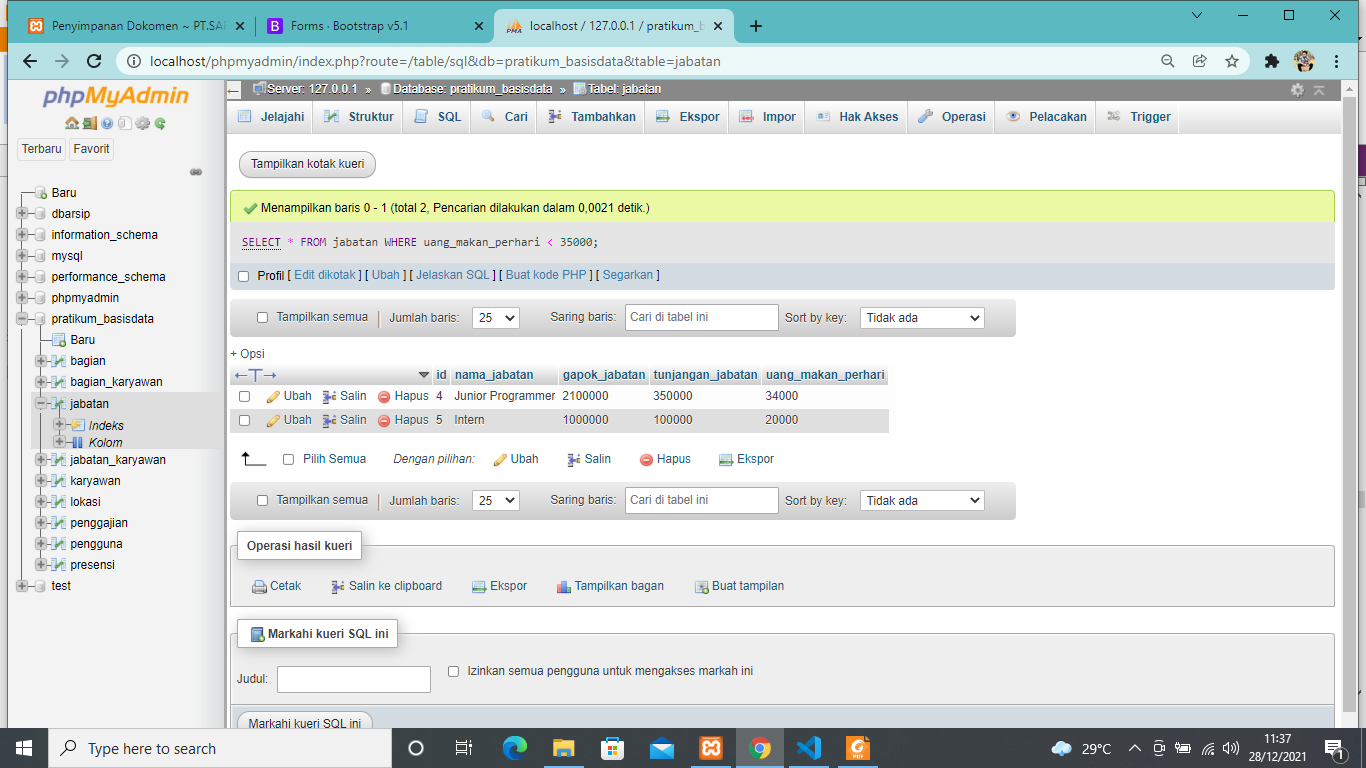 Penyimpanan Dokomen ~ PT.SAF
Forms · Bootstrap v5.1
localhost / 127.0.0.1 / pratikum_b
localhost/phpmyadmin/index.php?route=/table/sql&db=pratikum_basisdata&table=jabatan
phpMyAdmin
Terbaru Favorit
Baru
dbarsip
information_schema
mysql
performance_schema
phpmyadmin
pratikum_basisdata
Baru
bagian
bagian_karyawan
jabatan
Indeks
Kolom
jabatan_karyawan
karyawan
lokasi
penggajian
pengguna
presensi
test
Server: 127.0.0.1 » Database: pratikum_basisdata » Tabel: jabatan
Jelajahi Struktur SQL Cari Tambahkan Ekspor Impor Hak Akses Operasi Pelacakan Trigger
Tampilkan kotak kueri
Menampilkan baris 0 - 1 (total 2, Pencarian dilakukan dalam 0,0021 detik.)
SELECT * FROM jabatan WHERE uang_makan_perhari < 35000;
Profil [ Edit dikotak ] [ Ubah ] [ Jelaskan SQL ] [ Buat kode PHP ] [ Segarkan ]
Tampilkan semua Jumlah baris: 25 Saring baris: Cari di tabel ini Sort by key: Tidak ada
+ Opsi
←T→ id nama_jabatan gapok_jabatan tunjangan_jabatan uang_makan_perhari
Ubah Salin Hapus 4 Junior Programmer 2100000 350000 34000
Ubah Salin Hapus 5 Intern 1000000 100000 20000
Pilih Semua Dengan pilihan: Ubah Salin Hapus Ekspor
Tampilkan semua Jumlah baris: 25 Saring baris: Cari di tabel ini Sort by key: Tidak ada
Operasi hasil kueri
Cetak Salin ke clipboard Ekspor Tampilkan bagan Buat tampilan
Markahi kueri SQL ini
Judul: Izinkan semua pengguna untuk mengakses markah ini
Markahi kueri SQL ini
Type here to search
29°C
11:37
28/12/2021
1